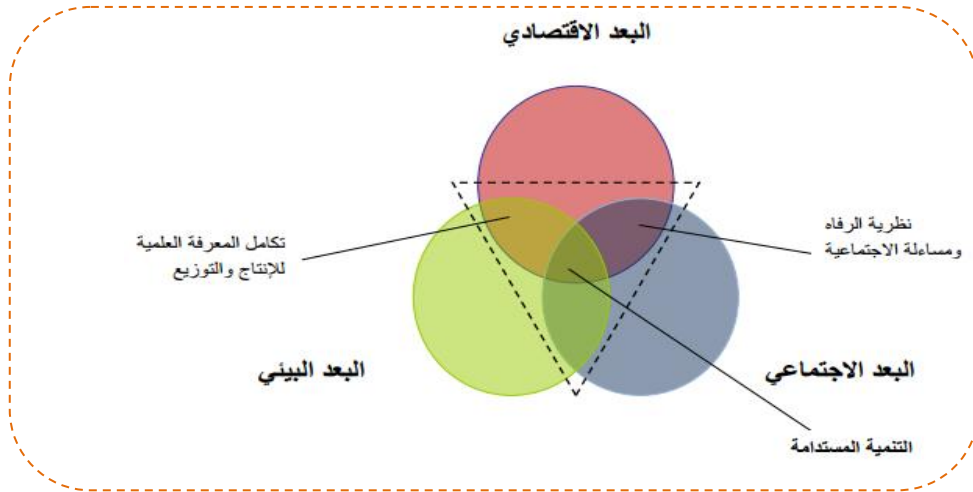 البعد الاقتصادي
نظرية الرفاه
ومساءلة الاجتماعية
تكامل المعرفة العلمية
للإنتاج والتوزيع
البعد الاجتماعي
البعد البيئي
التنمية المستدامة